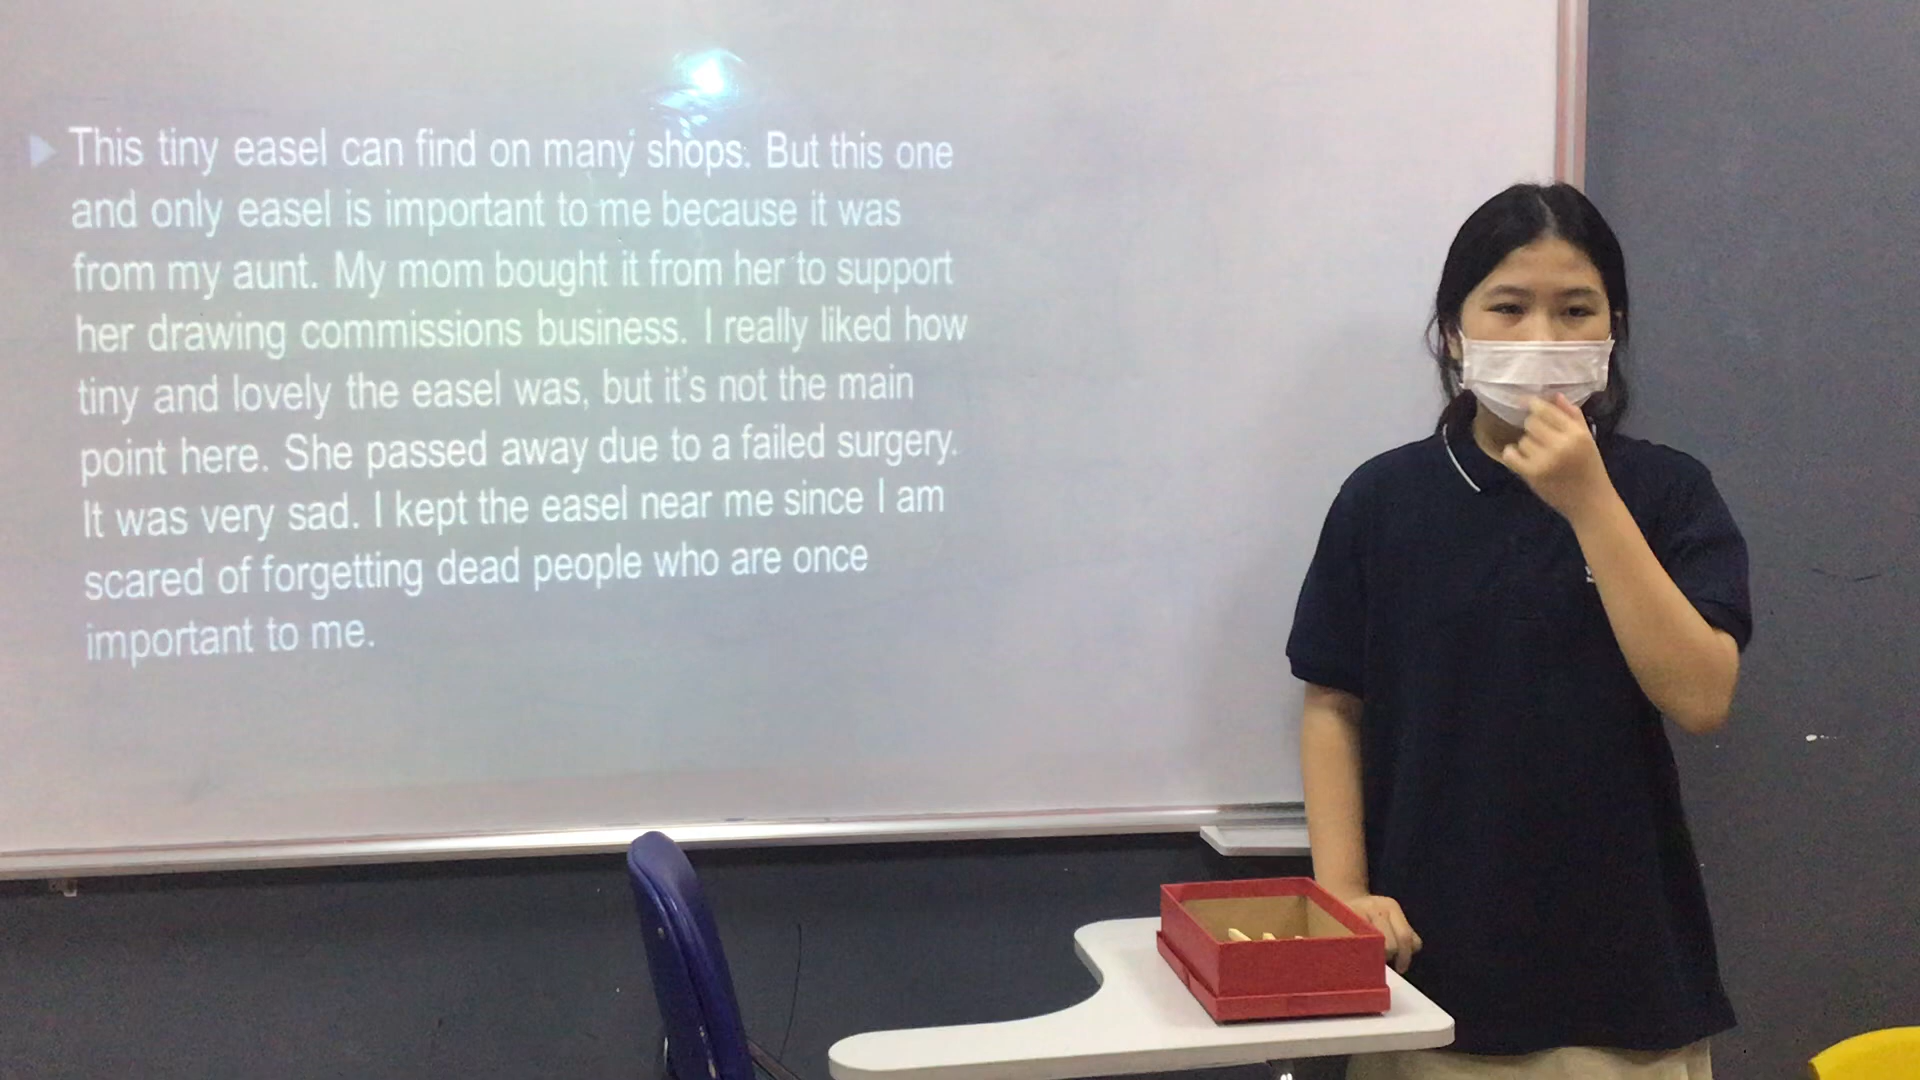 This tiny easel can find on many shops. But this one
and only easel is important to me because it was
from my aunt. My mom bought it from her to support
her drawing commissions business. I really liked how
tiny and lovely the easel was, but it's not the main
point here. She passed away due to a failed surgery.
It was very sad. I kept the easel near me since I am
scared of forgetting dead people who are once
important to me.